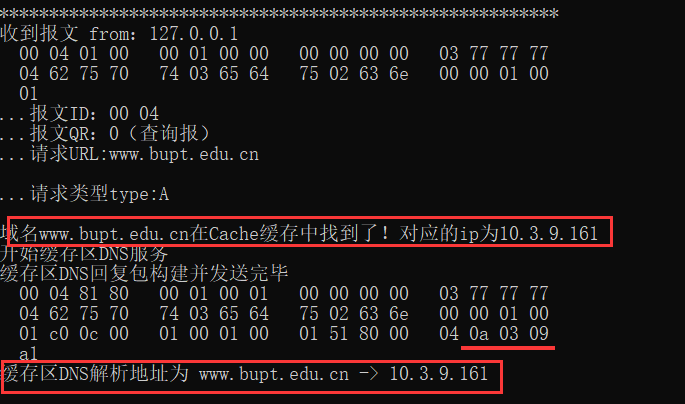 ********************************************************
收到报文 from: 127.0.0.1
00 04 01 00 00 01 00 00 00 00 00 00 03 77 77 77
04 62 75 70 74 03 65 64 75 02 63 6e 00 00 01 00
01
...报文ID: 00 04
...报文QR: 0（查询报）
...请求URL:www.bupt.edu.cn
...请求类型type:A
域名www.bupt.edu.cn在Cache缓存中找到了！对应的ip为10.3.9.161
开始缓存区DNS服务
缓存区DNS回复包构建并发送完毕
00 04 81 80 00 01 00 01 00 00 00 00 03 77 77 77
04 62 75 70 74 03 65 64 75 02 63 6e 00 00 01 00
01 c0 0c 00 01 00 01 00 01 51 80 00 04 0a 03 09
a1
缓存区DNS解析地址为 www.bupt.edu.cn -> 10.3.9.161